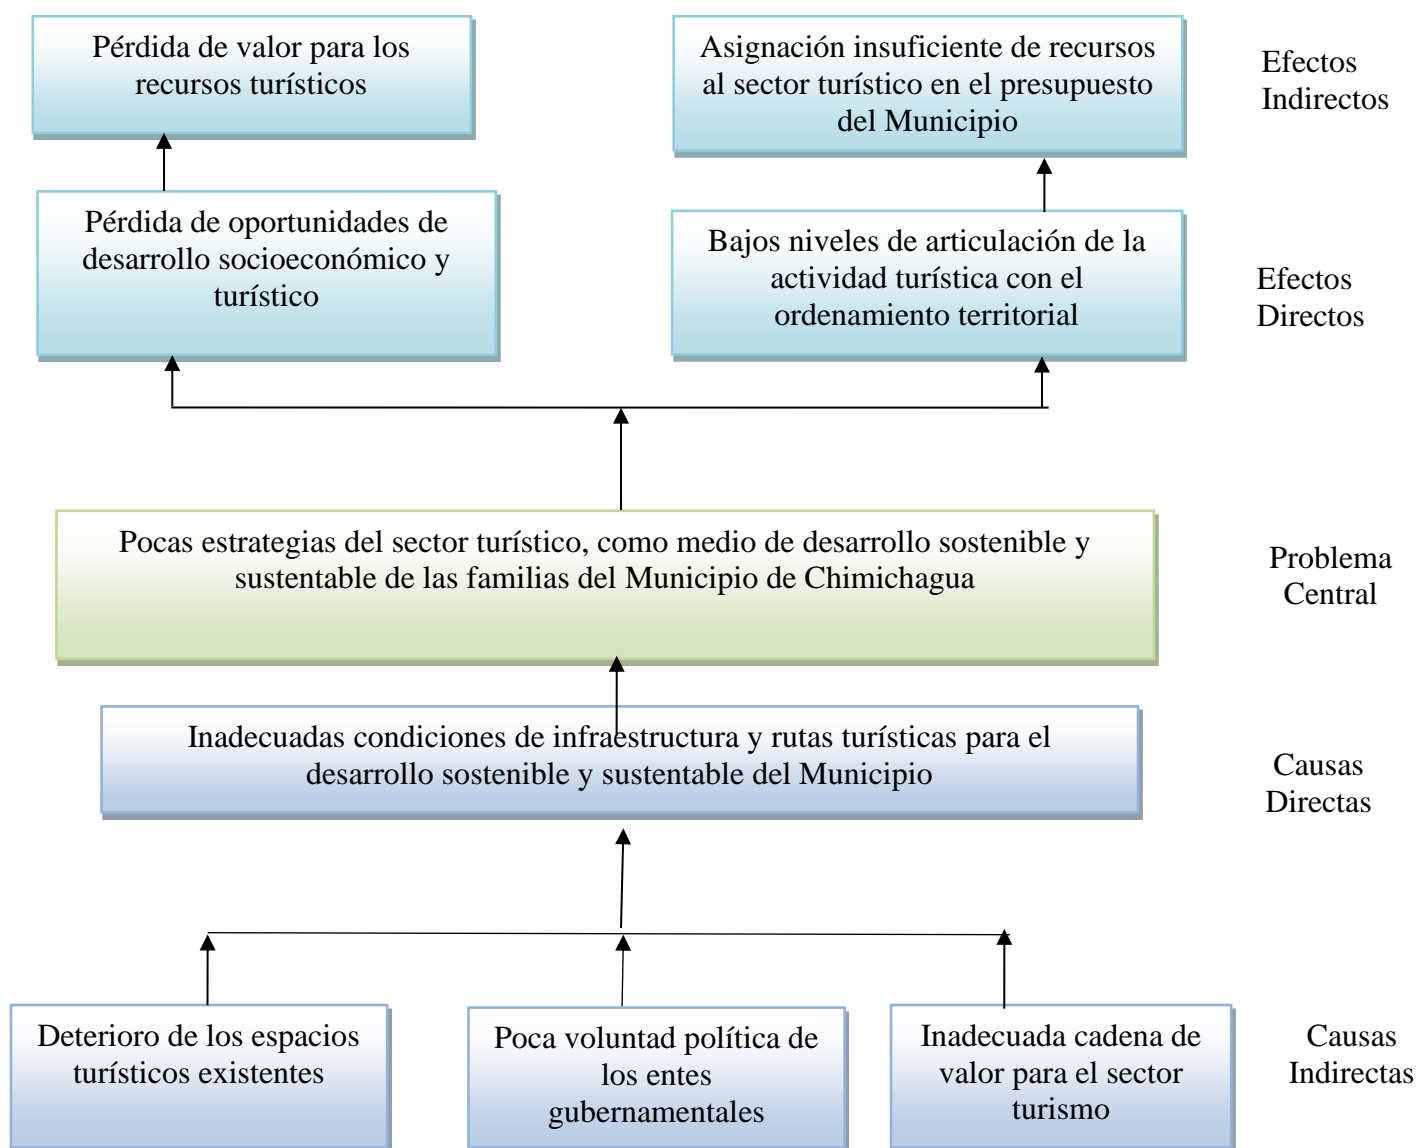 Pérdida de valor para los
recursos turísticos
Asignación insuficiente de recursos
al sector turístico en el presupuesto
del Municipio
Efectos
Indirectos
Pérdida de oportunidades de
desarrollo socioeconómico y
turístico
Bajos niveles de articulación de la
actividad turística con el
ordenamiento territorial
Efectos
Directos
Pocas estrategias del sector turístico, como medio de desarrollo sostenible y
sustentable de las familias del Municipio de Chimichagua
Problema
Central
Inadecuadas condiciones de infraestructura y rutas turísticas para el
desarrollo sostenible y sustentable del Municipio
Causas
Directas
Deterioro de los espacios
turísticos existentes
Poca voluntad política de
los entes
gubernamentales
Inadecuada cadena de
valor para el sector
turismo
Causas
Indirectas